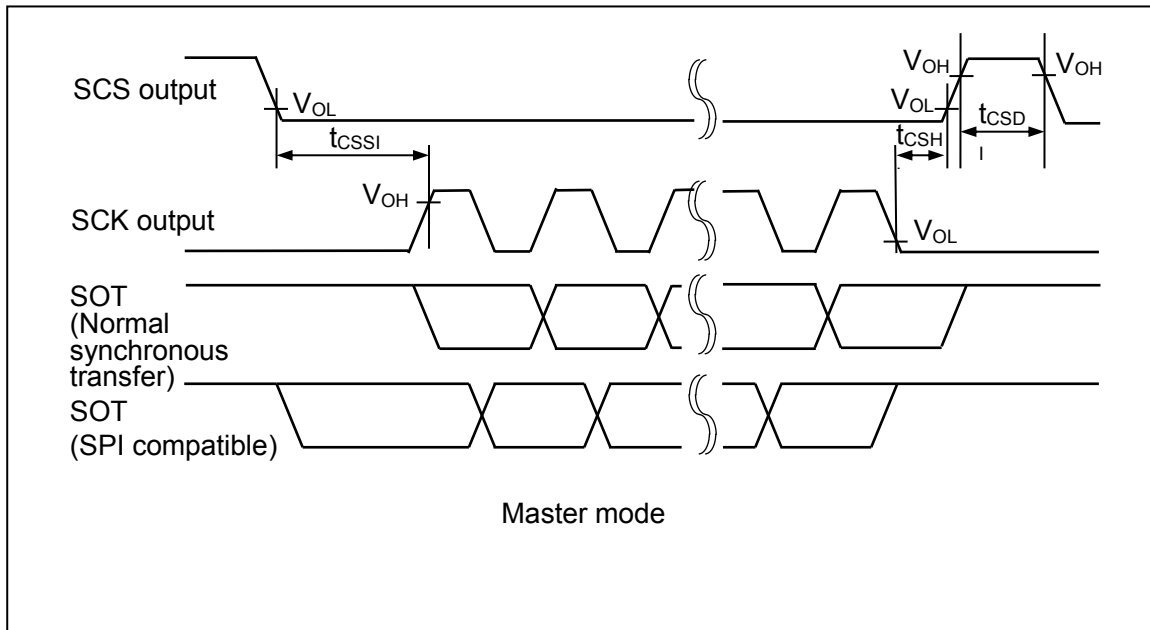 SCS output
VOL
tCSSI
VOH
VOL
tCSH
tCSD
I
VOH
SCK output
VOH
VOL
SOT
(Normal
synchronous
transfer)
SOT
(SPI compatible)
Master mode